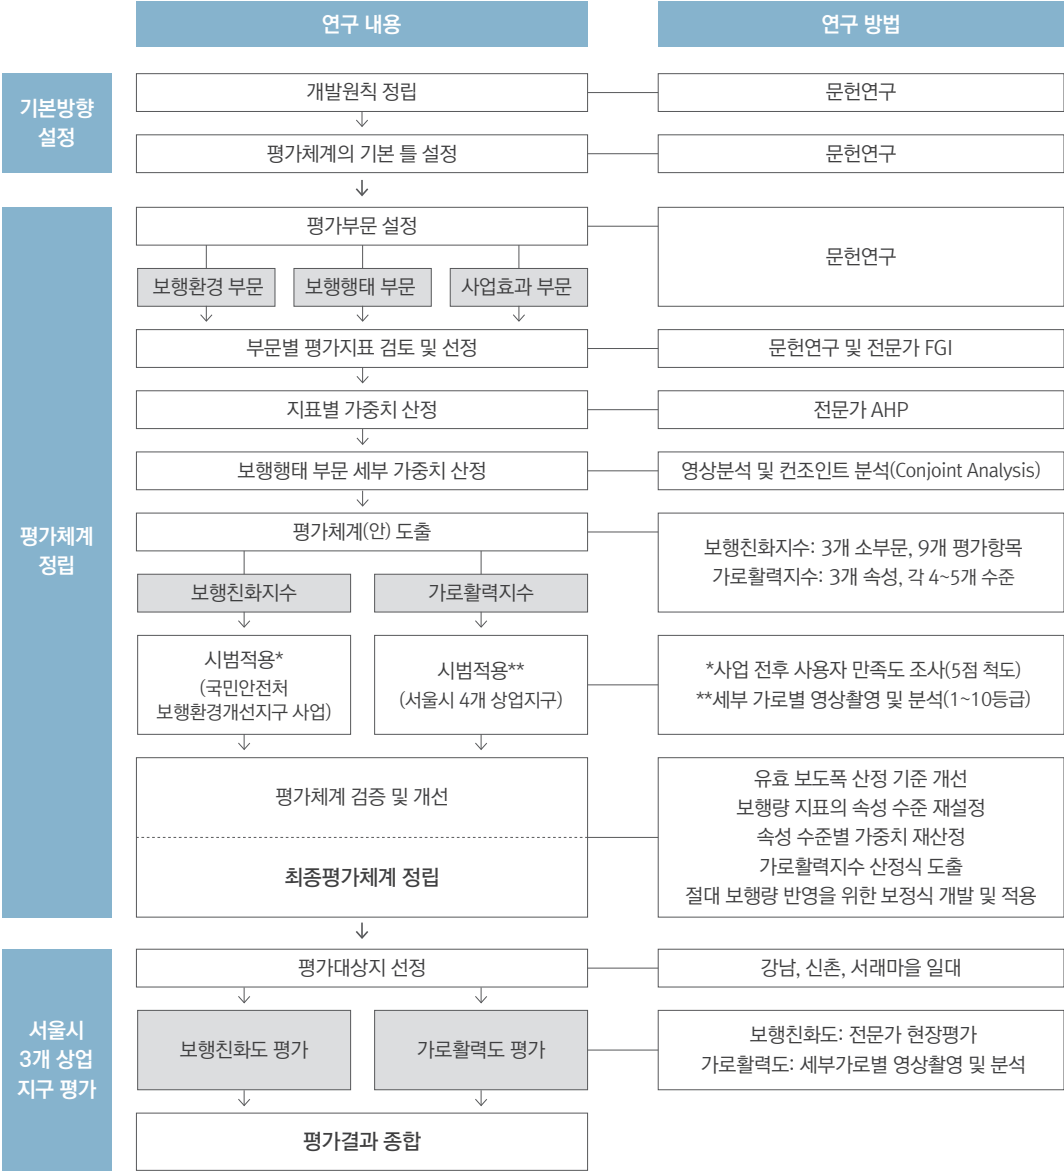 연구 내용
연구 방법
기본방향
설정
개발원칙 정립
문헌연구
평가체계의 기본 틀 설정
문헌연구
평가체계
정립
평가부문 설정
문헌연구
보행환경 부문
보행행태 부문
사업효과 부문
부문별 평가지표 검토 및 선정
문헌연구 및 전문가 FGI
지표별 가중치 산정
전문가 AHP
보행행태 부문 세부 가중치 산정
영상분석 및 컨조인트 분석(Conjoint Analysis)
평가체계(안) 도출
보행친화지수: 3개 소부문, 9개 평가항목
가로활력지수: 3개 속성, 각 4~5개 수준
보행친화지수
가로활력지수
시범적용*
(국민안전처
보행환경개선지구 사업)
시범적용**
(서울시 4개 상업지구)
*사업 전후 사용자 만족도 조사(5점 척도)
**세부 가로별 영상촬영 및 분석(1~10등급)
평가체계 검증 및 개선
최종평가체계 정립
유효 보도폭 산정 기준 개선
보행량 지표의 속성 수준 재설정
속성 수준별 가중치 재산정
가로활력지수 산정식 도출
절대 보행량 반영을 위한 보정식 개발 및 적용
서울시
3개 상업
지구 평가
평가대상지 선정
강남, 신촌, 서래마을 일대
보행친화도 평가
가로활력도 평가
보행친화도: 전문가 현장평가
가로활력도: 세부가로별 영상촬영 및 분석
평가결과 종합